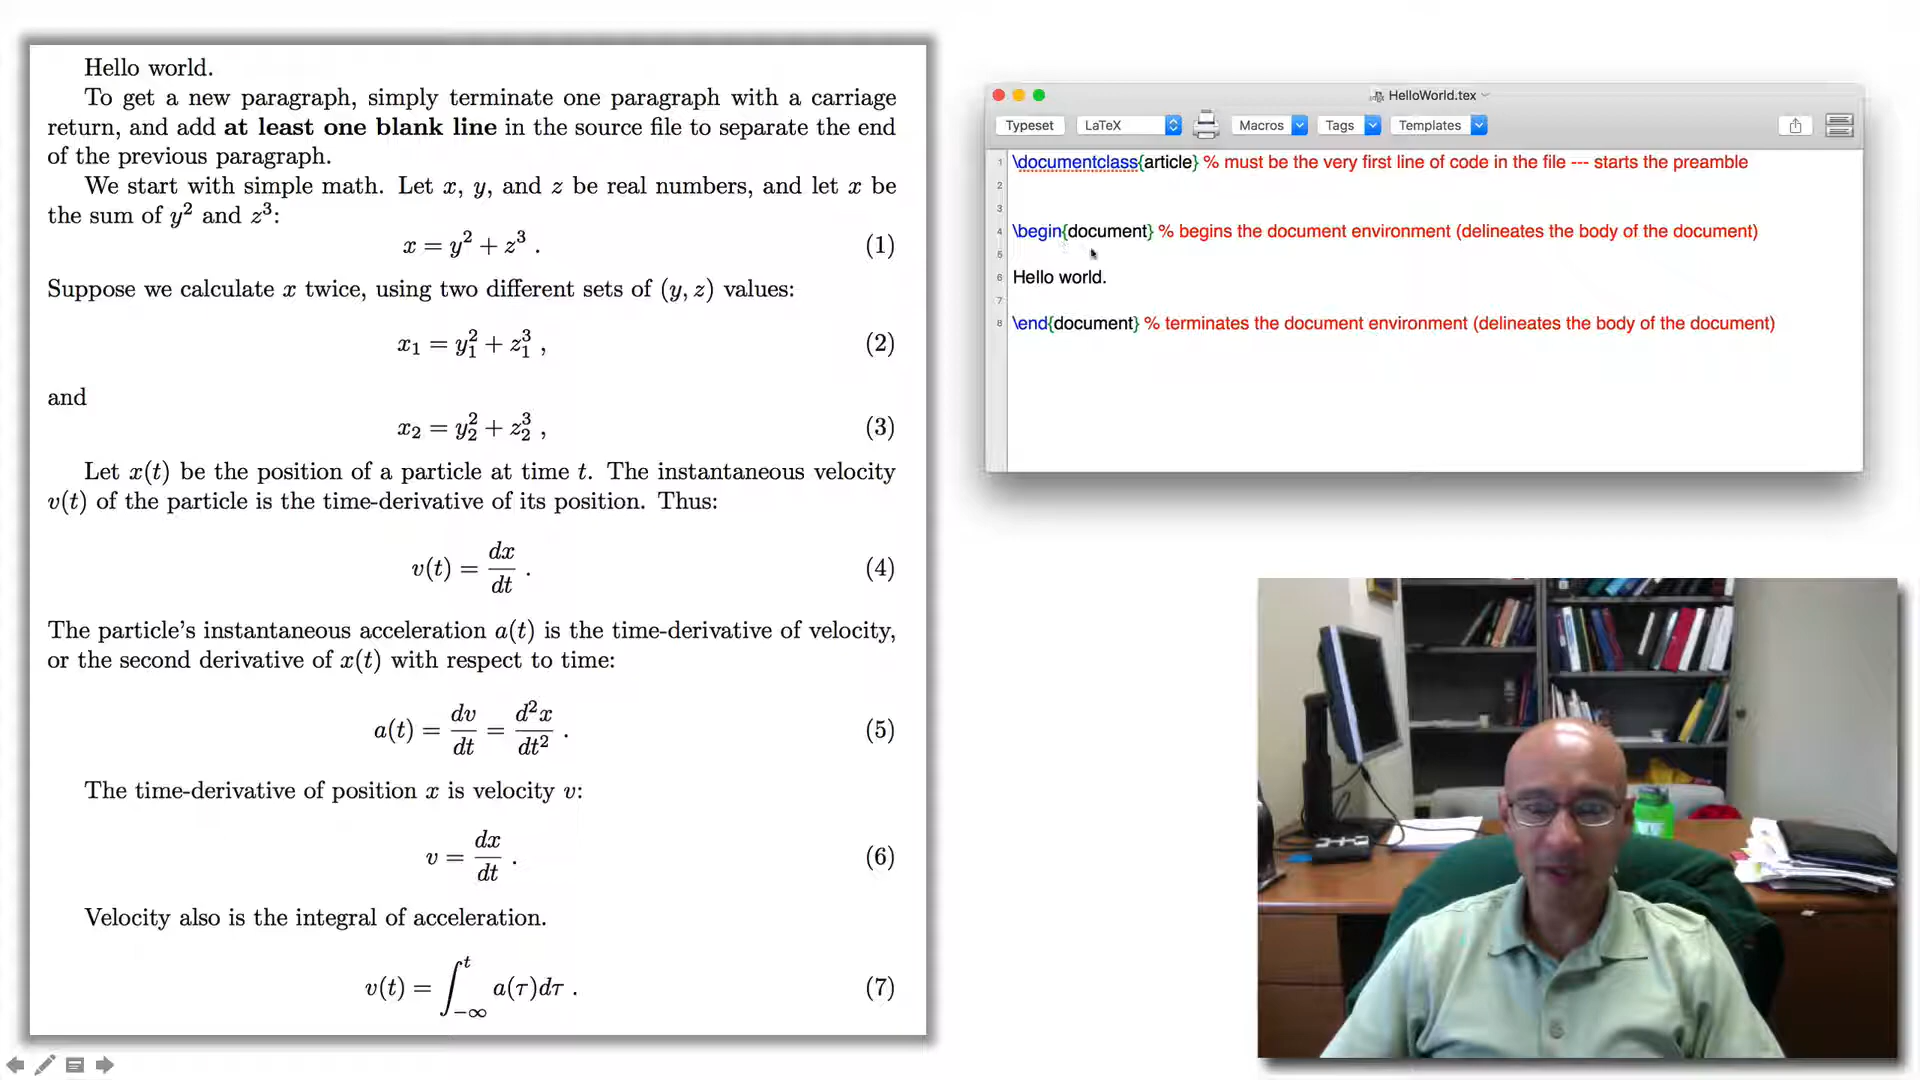 Hello world.
To get a new paragraph, simply terminate one paragraph with a carriage
return, and add at least one blank line in the source file to separate the end
of the previous paragraph.
We start with simple math. Let x, y, and z be real numbers, and let x be
the sum of y² and z³:
x = y² + z³ . (1)
Suppose we calculate x twice, using two different sets of (y, z) values:
x₁ = y₁² + z₁³ , (2)
and
x₂ = y₂² + z₂³ , (3)
Let x(t) be the position of a particle at time t. The instantaneous velocity
v(t) of the particle is the time-derivative of its position. Thus:
v(t) = dx/dt . (4)
The particle's instantaneous acceleration a(t) is the time-derivative of velocity,
or the second derivative of x(t) with respect to time:
a(t) = dv/dt = d²x/dt² . (5)
The time-derivative of position x is velocity v:
v = dx/dt . (6)
Velocity also is the integral of acceleration.
v(t) = ∫_{-∞}^{t} a(τ)dτ . (7)
HelloWorld.tex
Typeset LaTeX Macros Tags Templates
1 \documentclass{article} % must be the very first line of code in the file --- starts the preamble
2
3
4 \begin{document} % begins the document environment (delineates the body of the document)
5
6 Hello world.
7
8 \end{document} % terminates the document environment (delineates the body of the document)